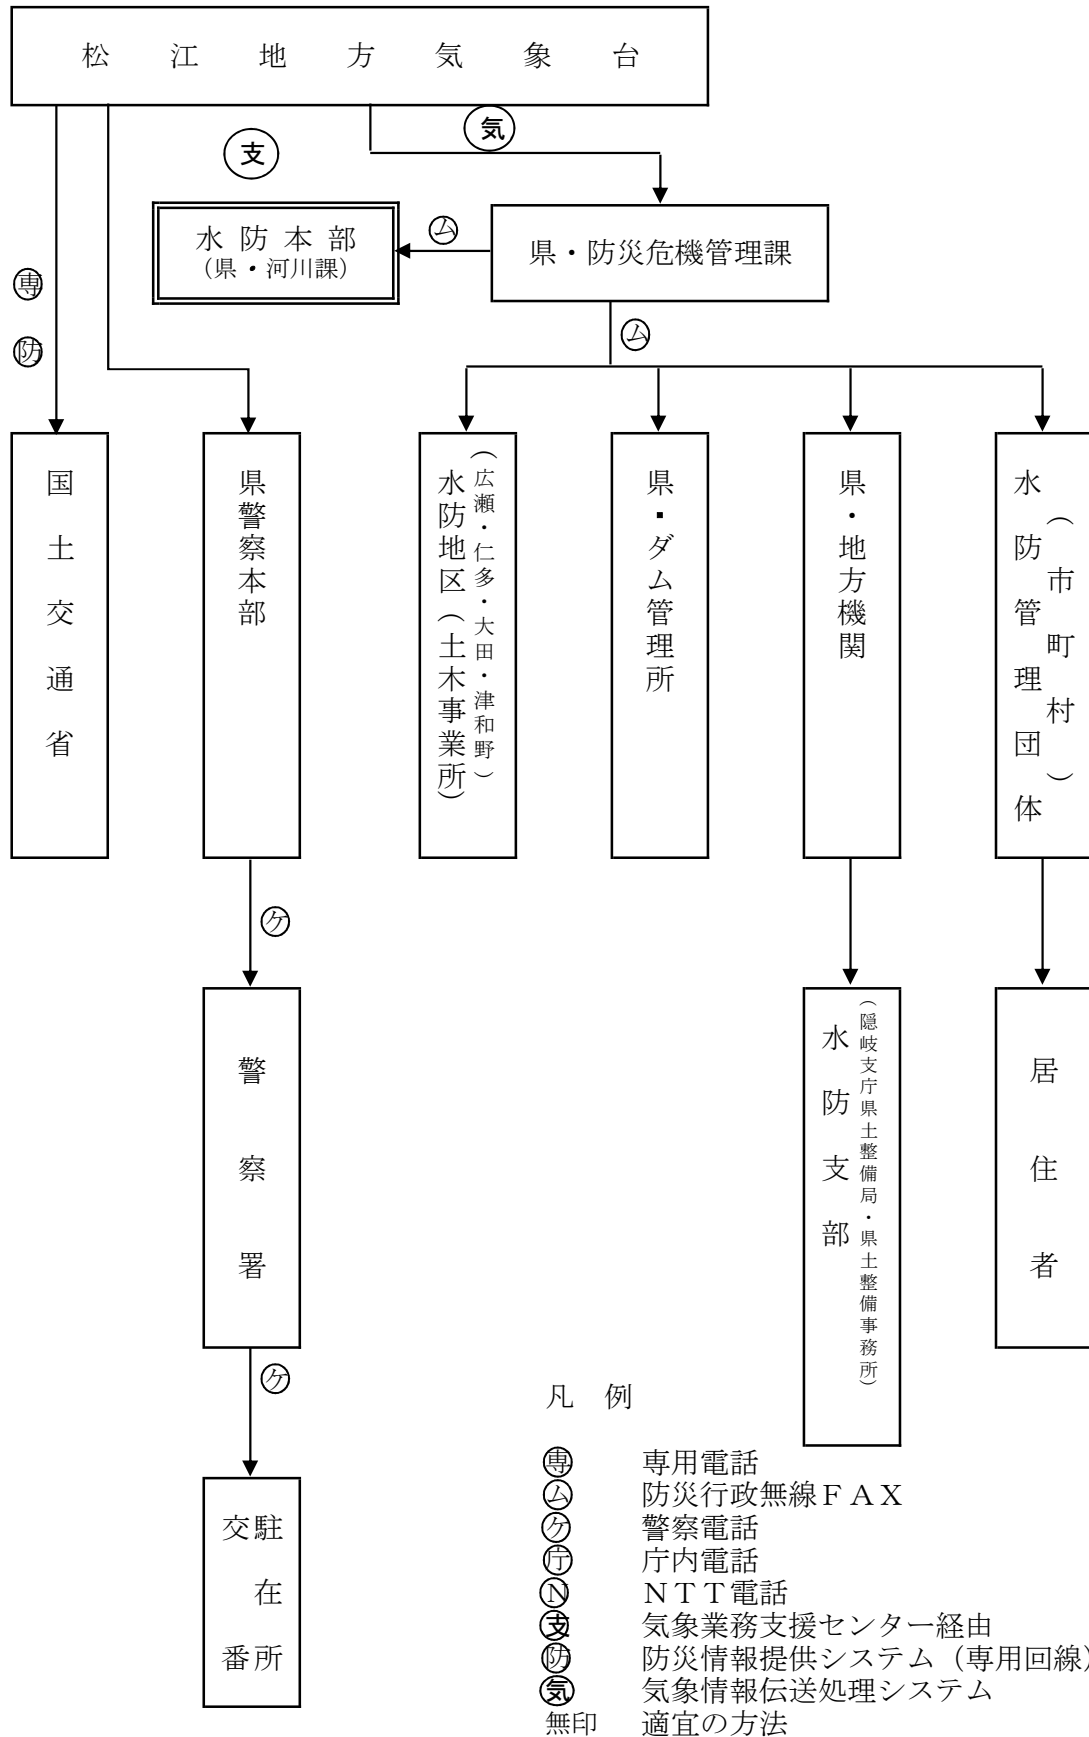 松江地方気象台
気
支
水防本部
（県・河川課）
ム
県・防災危機管理課
専
防
ム
国土交通省
県警察本部
（広瀬・仁多・大田・津和野）
水防地区（土木事業所）
県・ダム管理所
県・地方機関
水防管理団体
（市町村）
ケ
警察署
（隠岐支庁県土整備局・県土整備事務所）
水防支部
居住者
ケ
駐在所
交番
凡例
専 専用電話
ム 防災行政無線ＦＡＸ
ケ 警察電話
庁 庁内電話
Ｎ ＮＴＴ電話
支 気象業務支援センター経由
防 防災情報提供システム（専用回線）
気 気象情報伝送処理システム
無印 適宜の方法